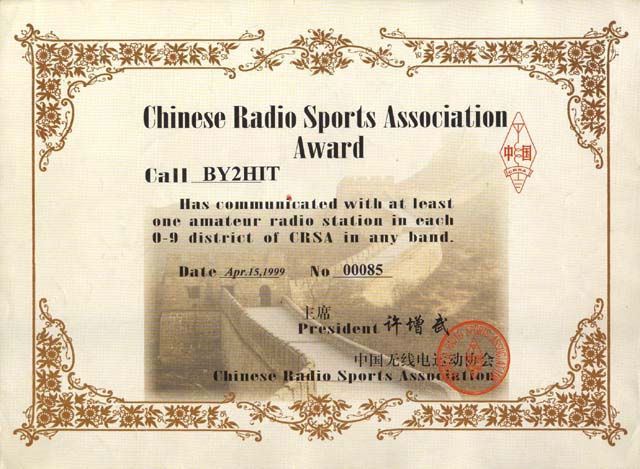 Chinese Radio Sports Association
Award
Call BY2HIT
Has communicated with at least
one amateur radio station in each
0-9 district of CRSA in any band.
Date Apr.15,1999 No 00085
主席
President 许增武
中国无线电运动协会
Chinese Radio Sports Association
中国
CRSA